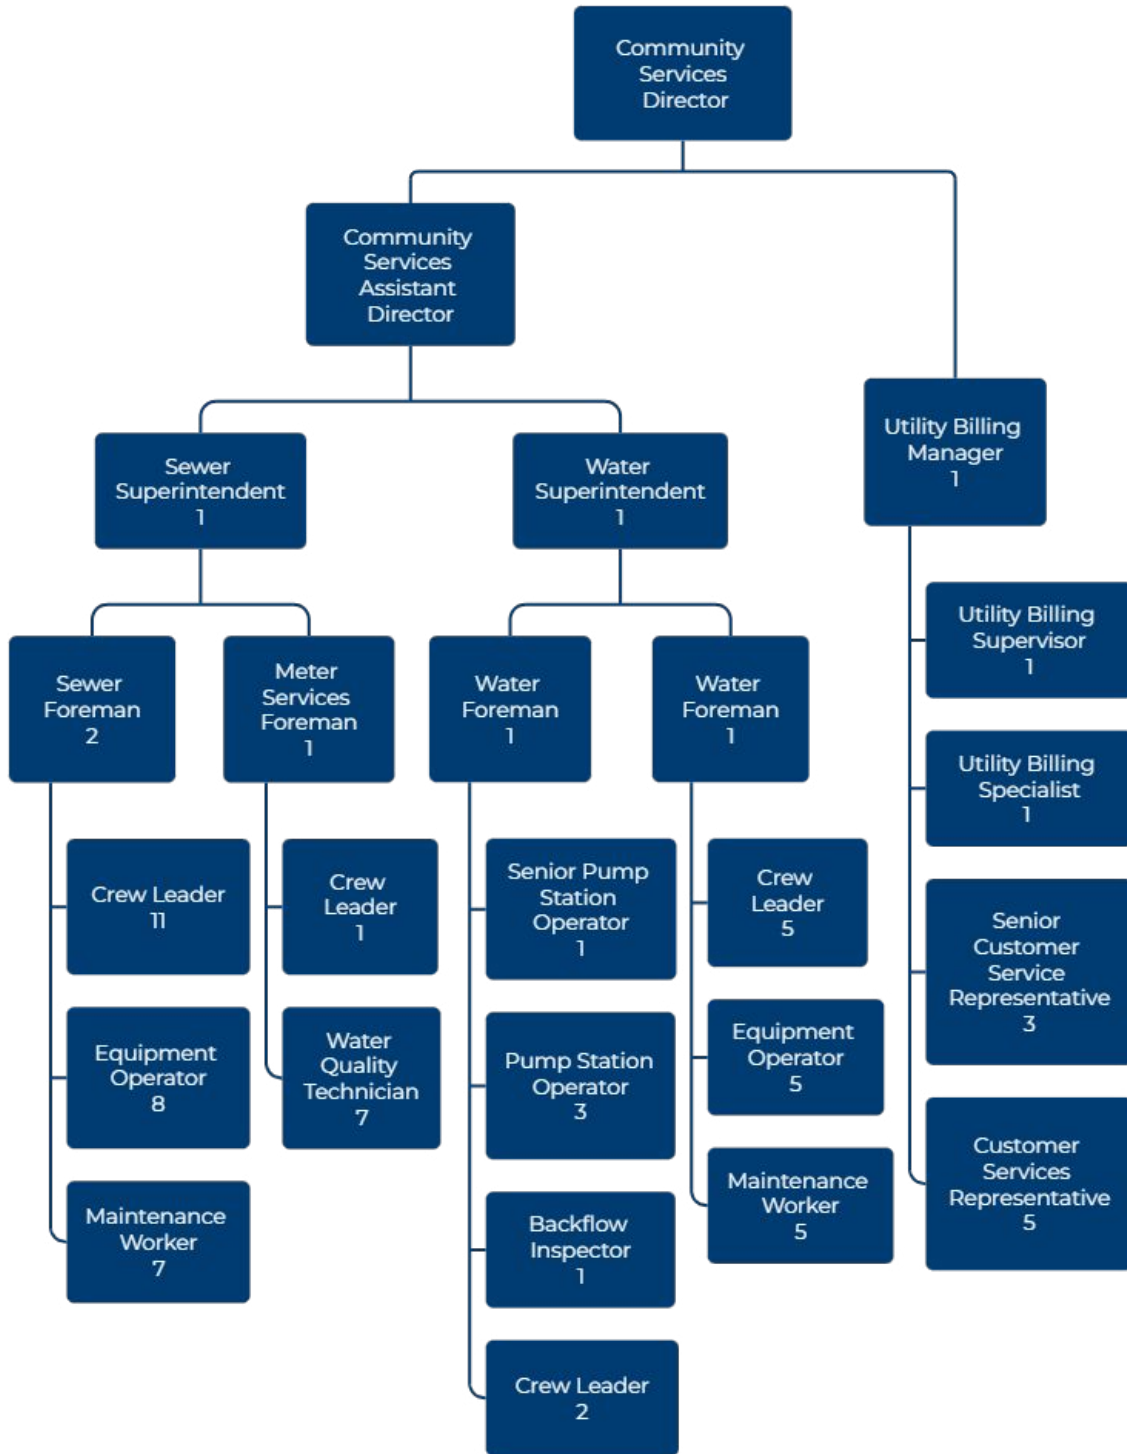 Community
Services
Director
Community
Services
Assistant
Director
Sewer
Superintendent
1
Water
Superintendent
1
Utility Billing
Manager
1
Sewer
Foreman
2
Crew Leader
11
Equipment
Operator
8
Maintenance
Worker
7
Meter
Services
Foreman
1
Crew
Leader
1
Water
Quality
Technician
7
Water
Foreman
1
Senior Pump
Station
Operator
1
Pump Station
Operator
3
Backflow
Inspector
1
Crew Leader
2
Water
Foreman
1
Crew
Leader
5
Equipment
Operator
5
Maintenance
Worker
5
Utility Billing
Supervisor
1
Utility Billing
Specialist
1
Senior
Customer
Service
Representative
3
Customer
Services
Representative
5